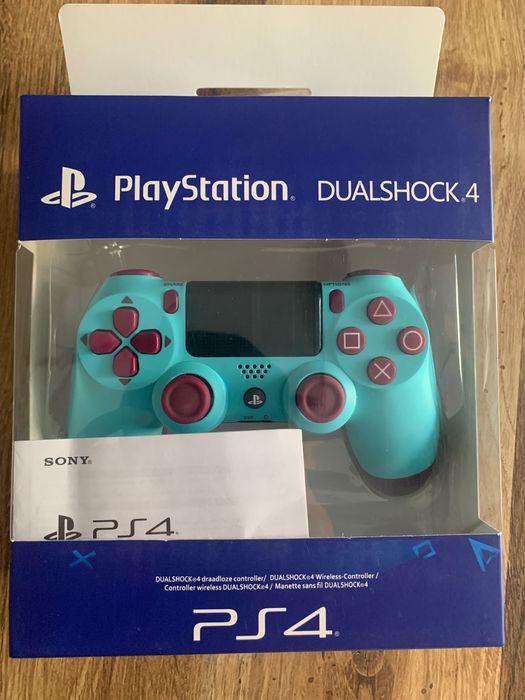 PlayStation® DUALSHOCK®4
SHARE OPTIONS
SONY®
PS4®
DUALSHOCK®4 draadloze controller/ DUALSHOCK®4 Wireless-Controller /
Controller wireless DUALSHOCK®4 / Manette sans fil DUALSHOCK®4
PS4®